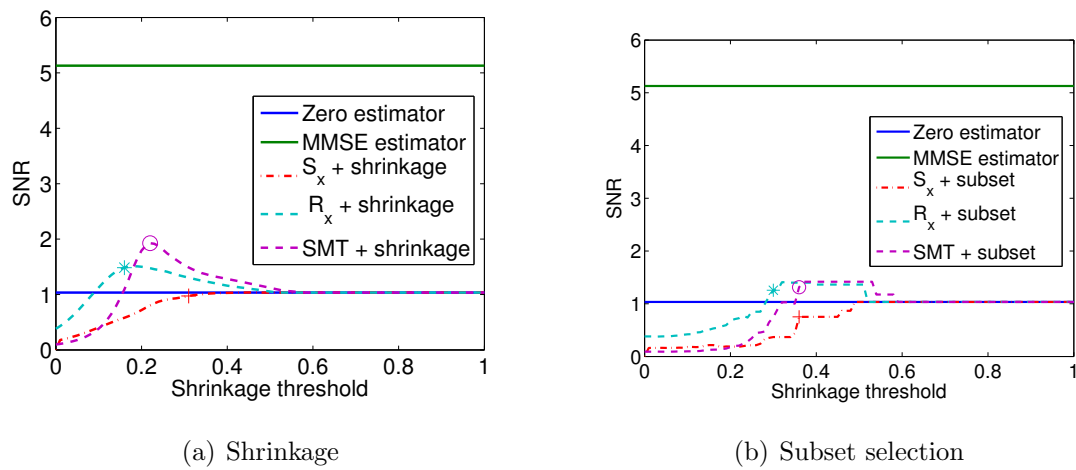 6
5
4
3
2
1
0
SNR
0 0.2 0.4 0.6 0.8 1
Shrinkage threshold
Zero estimator
MMSE estimator
S_x + shrinkage
R_x + shrinkage
SMT + shrinkage
(a) Shrinkage
6
5
4
3
2
1
0
SNR
0 0.2 0.4 0.6 0.8 1
Shrinkage threshold
Zero estimator
MMSE estimator
S_x + subset
R_x + subset
SMT + subset
(b) Subset selection